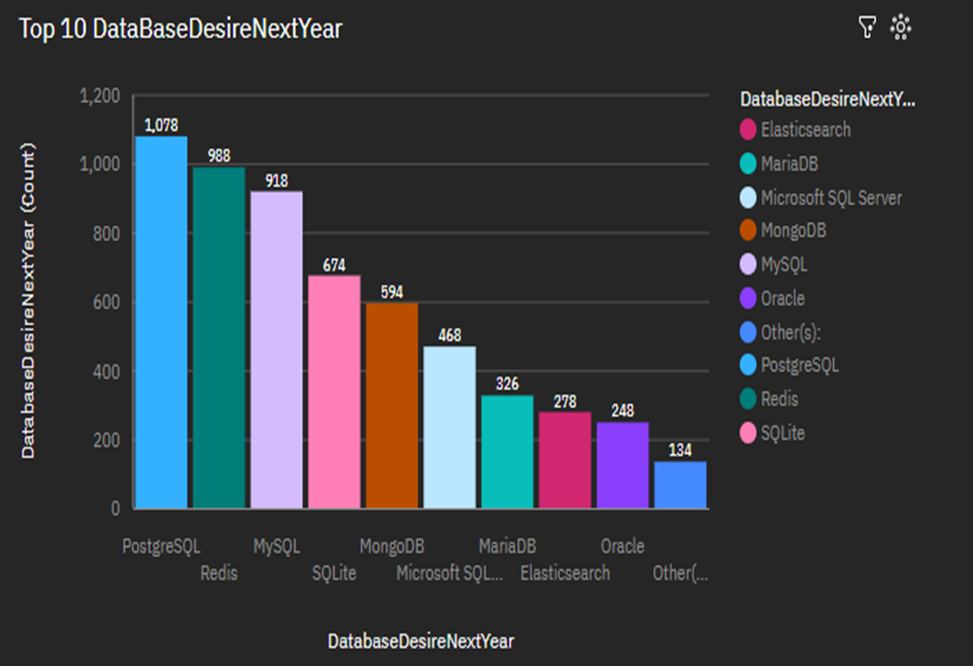 Top 10 DataBaseDesireNextYear
DatabaseDesireNextYear (Count)
1,200
1,000
800
600
400
200
0
1,078
988
918
674
594
468
326
278
248
134
PostgreSQL
Redis
MySQL
SQLite
MongoDB
Microsoft SQL...
MariaDB
Elasticsearch
Oracle
Other(...
DatabaseDesireNextYear
DatabaseDesireNextY...
Elasticsearch
MariaDB
Microsoft SQL Server
MongoDB
MySQL
Oracle
Other(s):
PostgreSQL
Redis
SQLite